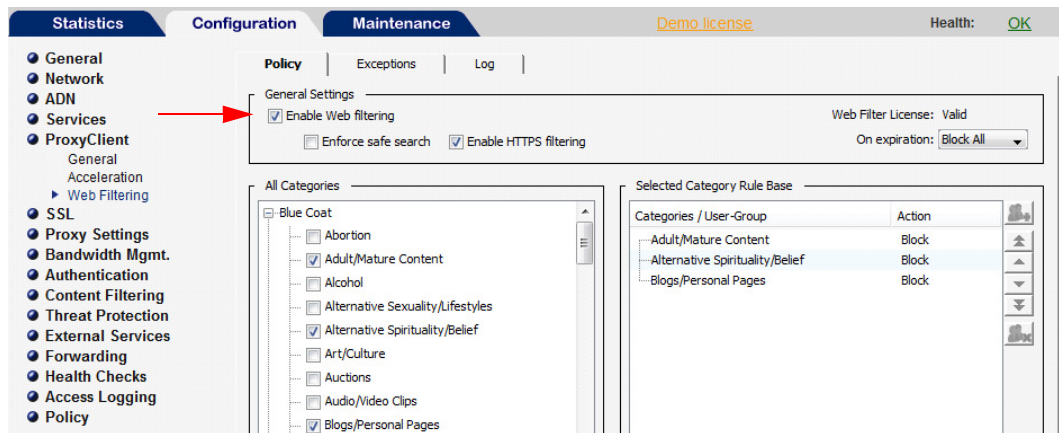 Statistics Configuration Maintenance Demo license Health: OK
General
Network
ADN
Services
ProxyClient
General
Acceleration
Web Filtering
SSL
Proxy Settings
Bandwidth Mgmt.
Authentication
Content Filtering
Threat Protection
External Services
Forwarding
Health Checks
Access Logging
Policy
Policy Exceptions Log
General Settings
Enable Web filtering Web Filter License: Valid
Enforce safe search Enable HTTPS filtering On expiration: Block All
All Categories
Blue Coat
Abortion
Adult/Mature Content
Alcohol
Alternative Sexuality/Lifestyles
Alternative Spirituality/Belief
Art/Culture
Auctions
Audio/Video Clips
Blogs/Personal Pages
Selected Category Rule Base
Categories / User-Group Action
Adult/Mature Content Block
Alternative Spirituality/Belief Block
Blogs/Personal Pages Block